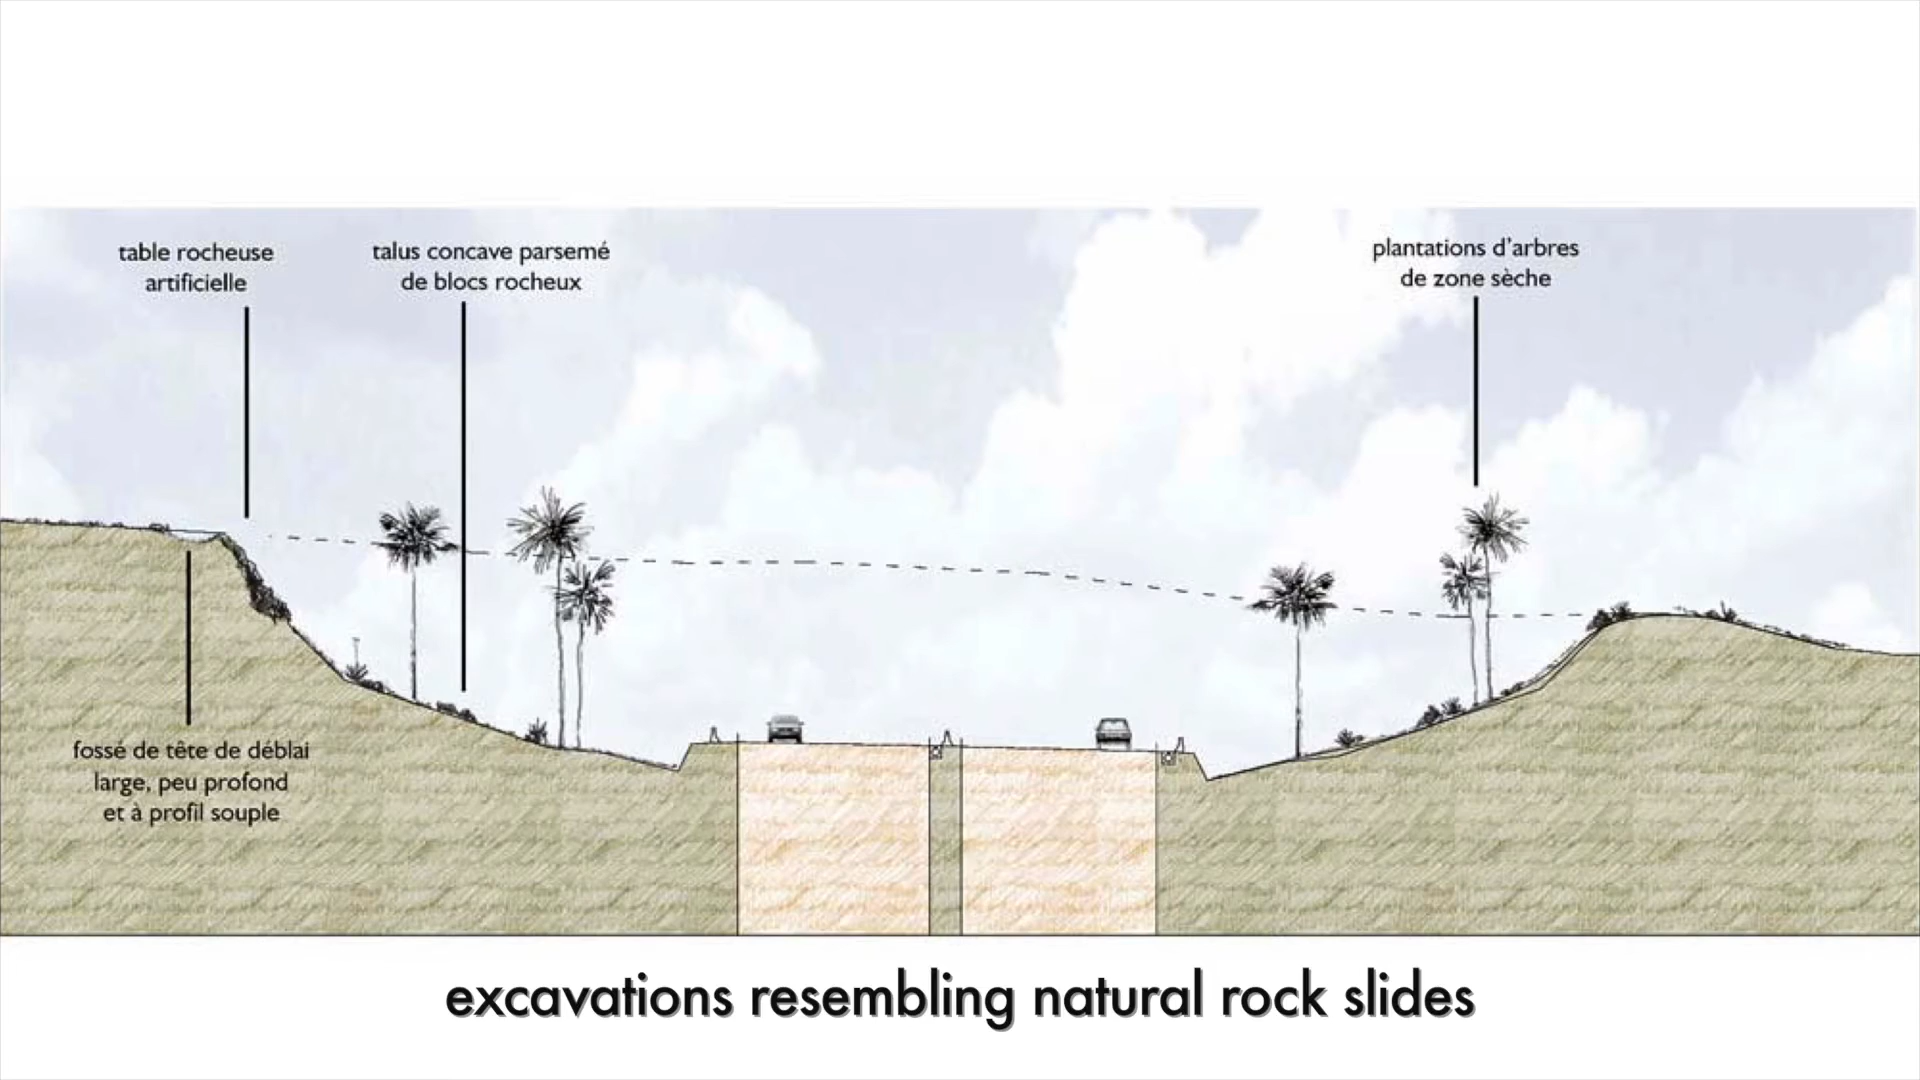 table rocheuse
artificielle
talus concave parsemé
de blocs rocheux
plantations d'arbres
de zone sèche
fossé de tête de déblai
large, peu profond
et à profil souple
excavations resembling natural rock slides